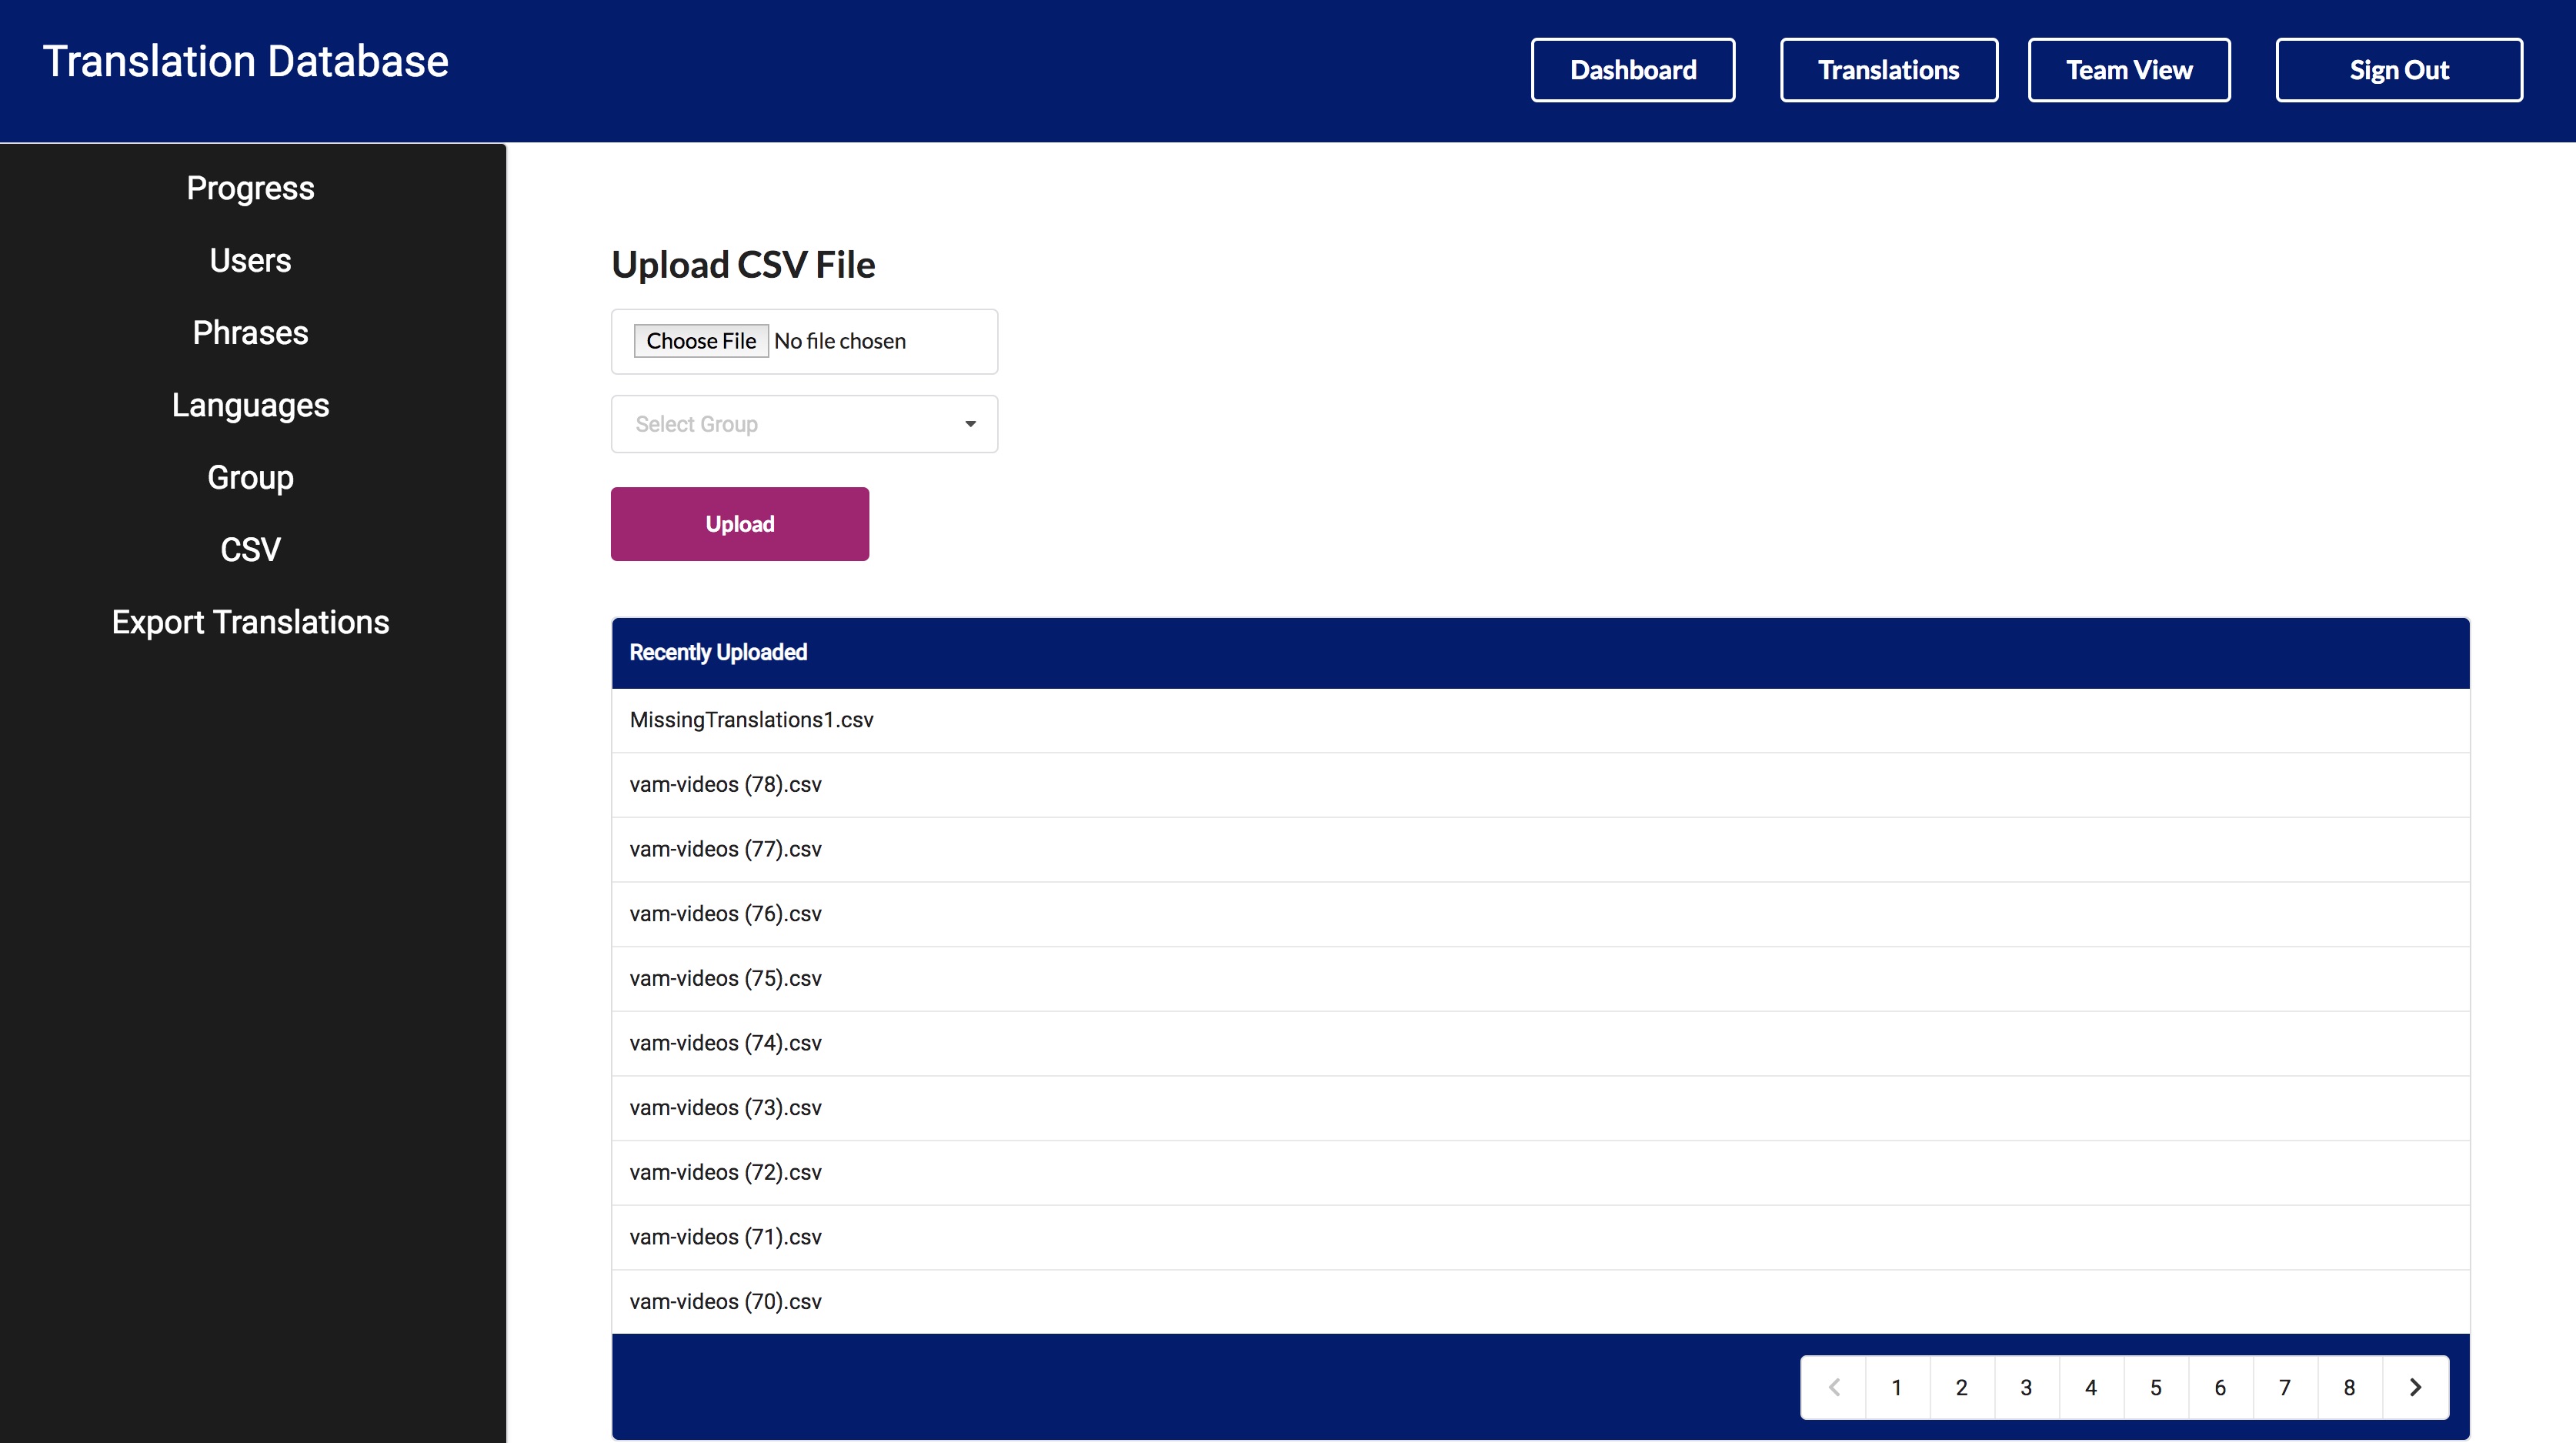 Translation Database
Dashboard
Translations
Team View
Sign Out
Progress
Users
Phrases
Languages
Group
CSV
Export Translations
Upload CSV File
Choose File No file chosen
Select Group
Upload
Recently Uploaded
MissingTranslations1.csv
vam-videos (78).csv
vam-videos (77).csv
vam-videos (76).csv
vam-videos (75).csv
vam-videos (74).csv
vam-videos (73).csv
vam-videos (72).csv
vam-videos (71).csv
vam-videos (70).csv
1 2 3 4 5 6 7 8